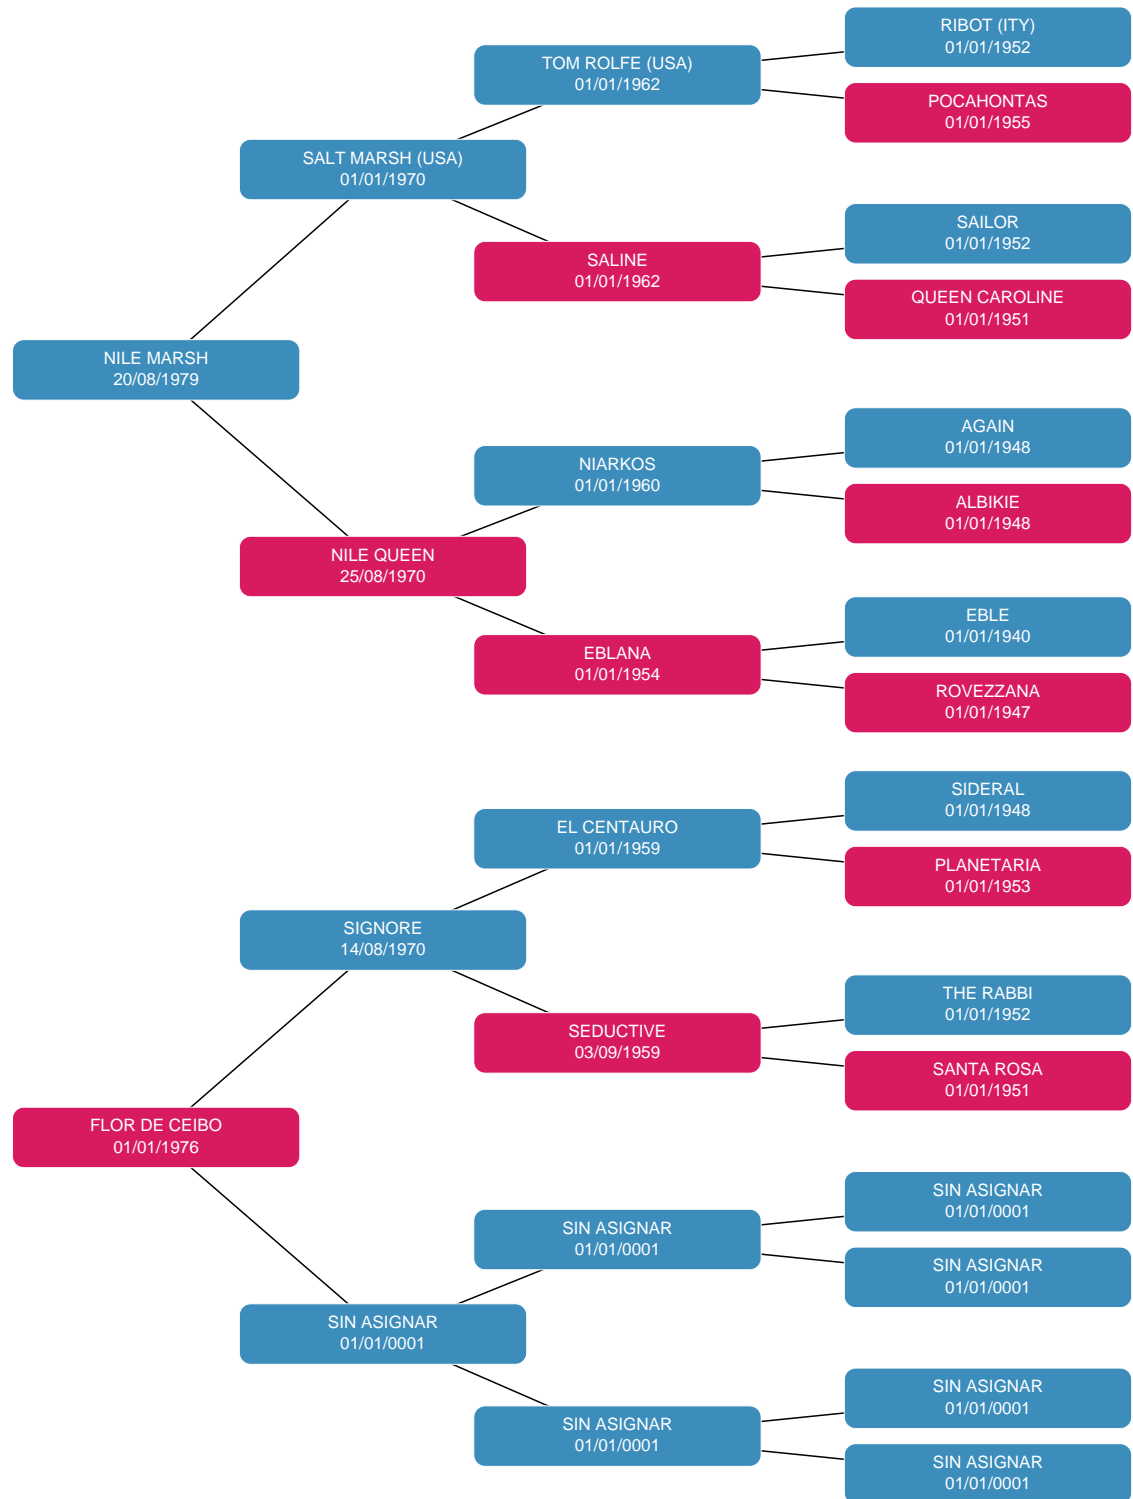 RIBOT (ITY)
01/01/1952
TOM ROLFE (USA)
01/01/1962
POCAHONTAS
01/01/1955
SALT MARSH (USA)
01/01/1970
SAILOR
01/01/1952
SALINE
01/01/1962
QUEEN CAROLINE
01/01/1951
NILE MARSH
20/08/1979
AGAIN
01/01/1948
NIARKOS
01/01/1960
ALBIKIE
01/01/1948
NILE QUEEN
25/08/1970
EBLE
01/01/1940
EBLANA
01/01/1954
ROVEZZANA
01/01/1947
SIDERAL
01/01/1948
EL CENTAURO
01/01/1959
PLANETARIA
01/01/1953
SIGNORE
14/08/1970
THE RABBI
01/01/1952
SEDUCTIVE
03/09/1959
SANTA ROSA
01/01/1951
FLOR DE CEIBO
01/01/1976
SIN ASIGNAR
01/01/0001
SIN ASIGNAR
01/01/0001
SIN ASIGNAR
01/01/0001
SIN ASIGNAR
01/01/0001
SIN ASIGNAR
01/01/0001
SIN ASIGNAR
01/01/0001
SIN ASIGNAR
01/01/0001